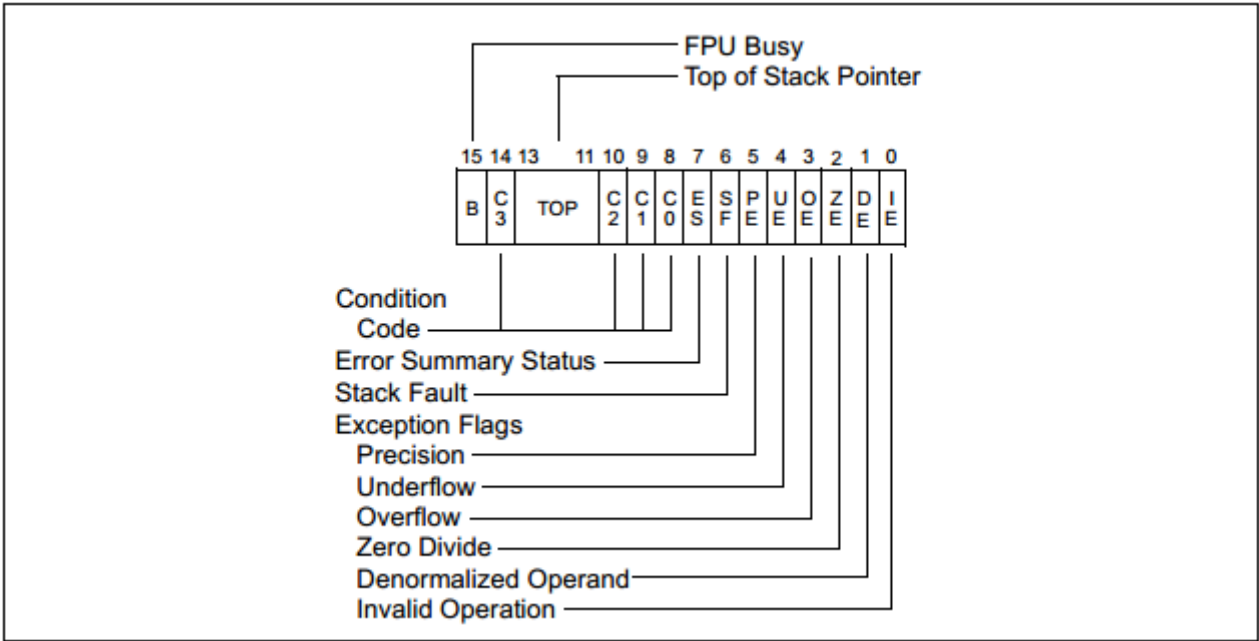 FPU Busy
Top of Stack Pointer
15 14 13 11 10 9 8 7 6 5 4 3 2 1 0
B C3 TOP C2 C1 C0 ES SF PE UE OE ZE DE IE
Condition
Code
Error Summary Status
Stack Fault
Exception Flags
Precision
Underflow
Overflow
Zero Divide
Denormalized Operand
Invalid Operation